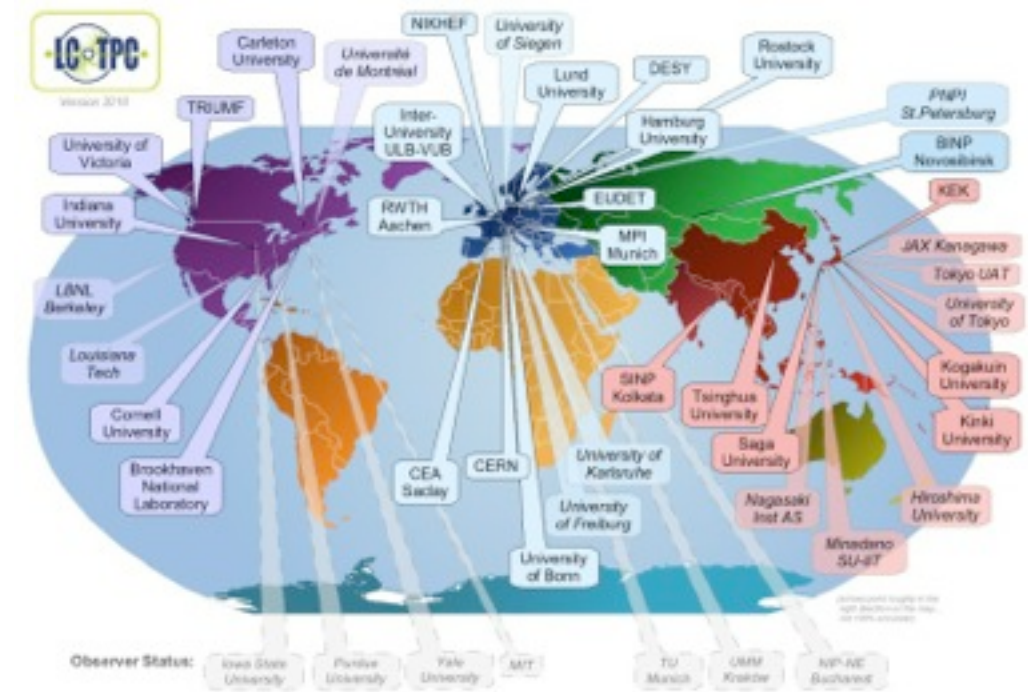 NIKHEF
University
of Siegen
Carleton
University
Université
de Montréal
LC TPC
Rostock
University
DESY
Lund
University
TRIUMF
PNPI
St.Petersburg
Inter-
University
ULB-VUB
Hamburg
University
University of
Victoria
BINP
Novosibirsk
KEK
EUDET
Indiana
University
RWTH
Aachen
MPI
Munich
JAX Kanagawa
Tokyo UAT
LBNL
Berkeley
University
of Tokyo
Louisiana
Tech
Kogakuin
University
SINP
Kolkata
Tsinghua
University
Cornell
University
Kinki
University
Saga
University
Brookhaven
National
Laboratory
CEA
Saclay
CERN
University of
Karlsruhe
Nagasaki
Inst AS
Hiroshima
University
University
of Freiburg
Mindanao
SU-IIT
University
of Bonn
Observer Status:
Iowa State
University
Purdue
University
Yale
University
MIT
TU
Munich
UMM
Kraków
NIP-NE
Bucharest